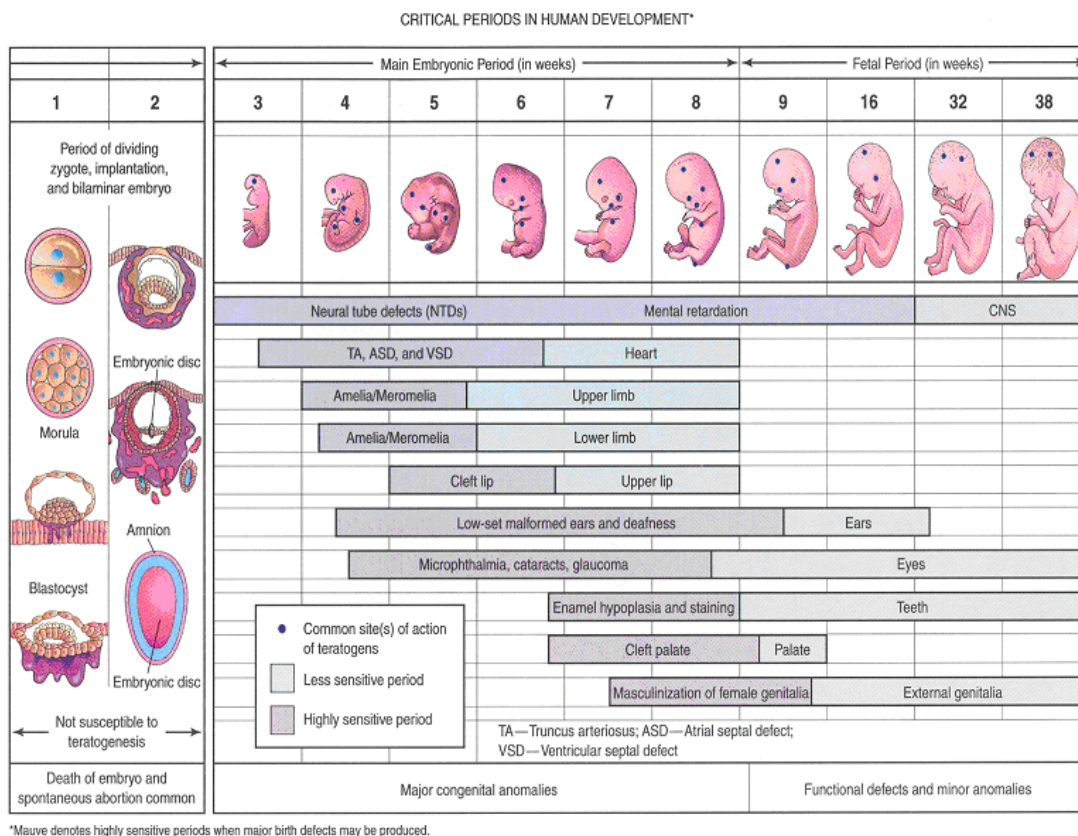 CRITICAL PERIODS IN HUMAN DEVELOPMENT*
Main Embryonic Period (in weeks)
Fetal Period (in weeks)
1
2
3
4
5
6
7
8
9
16
32
38
Period of dividing
zygote, implantation,
and bilaminar embryo
Embryonic disc
Morula
Amnion
Blastocyst
Embryonic disc
Not susceptible to
teratogenesis
Death of embryo and
spontaneous abortion common
Neural tube defects (NTDs)
Mental retardation
CNS
TA, ASD, and VSD
Heart
Amelia/Meromelia
Upper limb
Amelia/Meromelia
Lower limb
Cleft lip
Upper lip
Low-set malformed ears and deafness
Ears
Microphthalmia, cataracts, glaucoma
Eyes
Enamel hypoplasia and staining
Teeth
Cleft palate
Palate
Masculinization of female genitalia
External genitalia
Common site(s) of action
of teratogens
Less sensitive period
Highly sensitive period
TA—Truncus arteriosus; ASD—Atrial septal defect;
VSD—Ventricular septal defect
Major congenital anomalies
Functional defects and minor anomalies
*Mauve denotes highly sensitive periods when major birth defects may be produced.